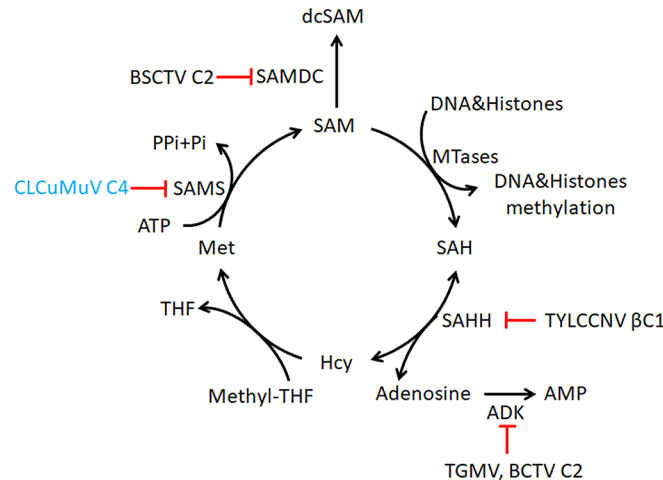 dcSAM
BSCTV C2
SAMDC
DNA&Histones
SAM
PPi+Pi
MTases
CLCuMuV C4
SAMS
DNA&Histones
methylation
ATP
Met
SAH
THF
SAHH
TYLCCNV βC1
Hcy
Methyl-THF
Adenosine
AMP
ADK
TGMV, BCTV C2